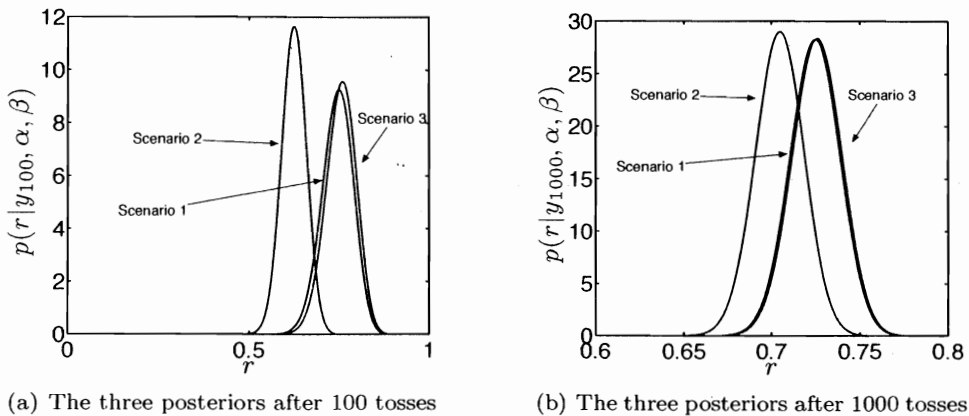 12
10
8
6
4
2
0
0
0.5
1
r
p(r|y₁₀₀, α, β)
Scenario 2
Scenario 3
Scenario 1
(a) The three posteriors after 100 tosses
30
25
20
15
10
5
0
0.6
0.65
0.7
0.75
0.8
r
p(r|y₁₀₀₀, α, β)
Scenario 2
Scenario 3
Scenario 1
(b) The three posteriors after 1000 tosses